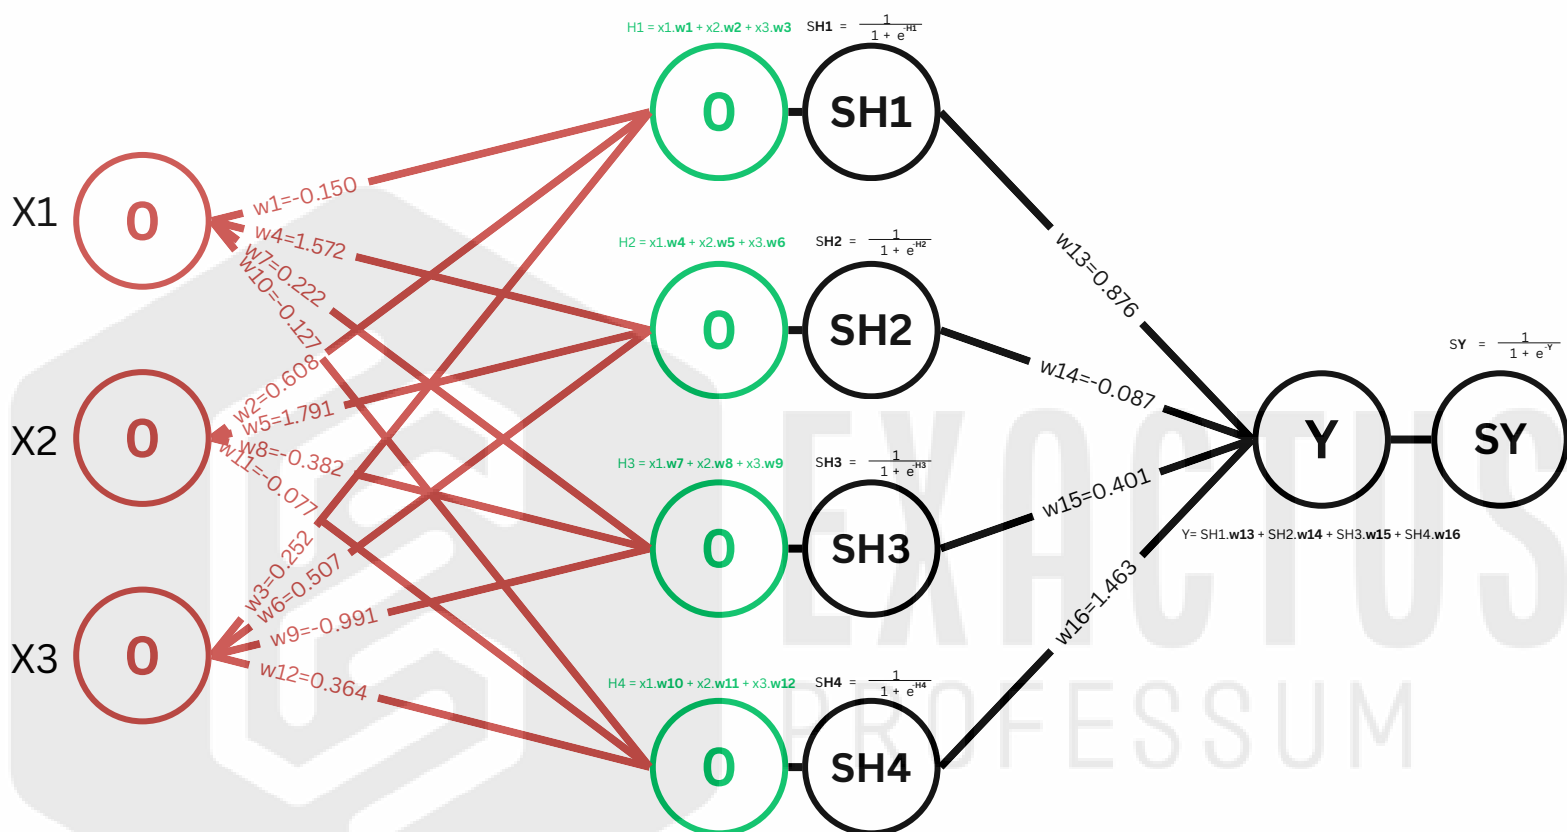 H1 = x1.w1 + x2.w2 + x3.w3
SH1 = 1 / 1 + e^-H1
0
SH1
X1
0
w1=-0.150
w4=1.572
w7=0.222
w10=-0.127
H2 = x1.w4 + x2.w5 + x3.w6
SH2 = 1 / 1 + e^-H2
0
SH2
w13=0.876
w14=-0.087
X2
0
w2=0.608
w5=1.791
w8=-0.382
w11=-0.077
SY = 1 / 1 + e^-Y
Y
SY
H3 = x1.w7 + x2.w8 + x3.w9
SH3 = 1 / 1 + e^-H3
0
SH3
w15=0.401
w16=1.463
Y= SH1.w13 + SH2.w14 + SH3.w15 + SH4.w16
X3
0
w3=0.252
w6=0.507
w9=-0.991
w12=0.364
H4 = x1.w10 + x2.w11 + x3.w12
SH4 = 1 / 1 + e^-H4
0
SH4
EXACTUS
PROFESSUM